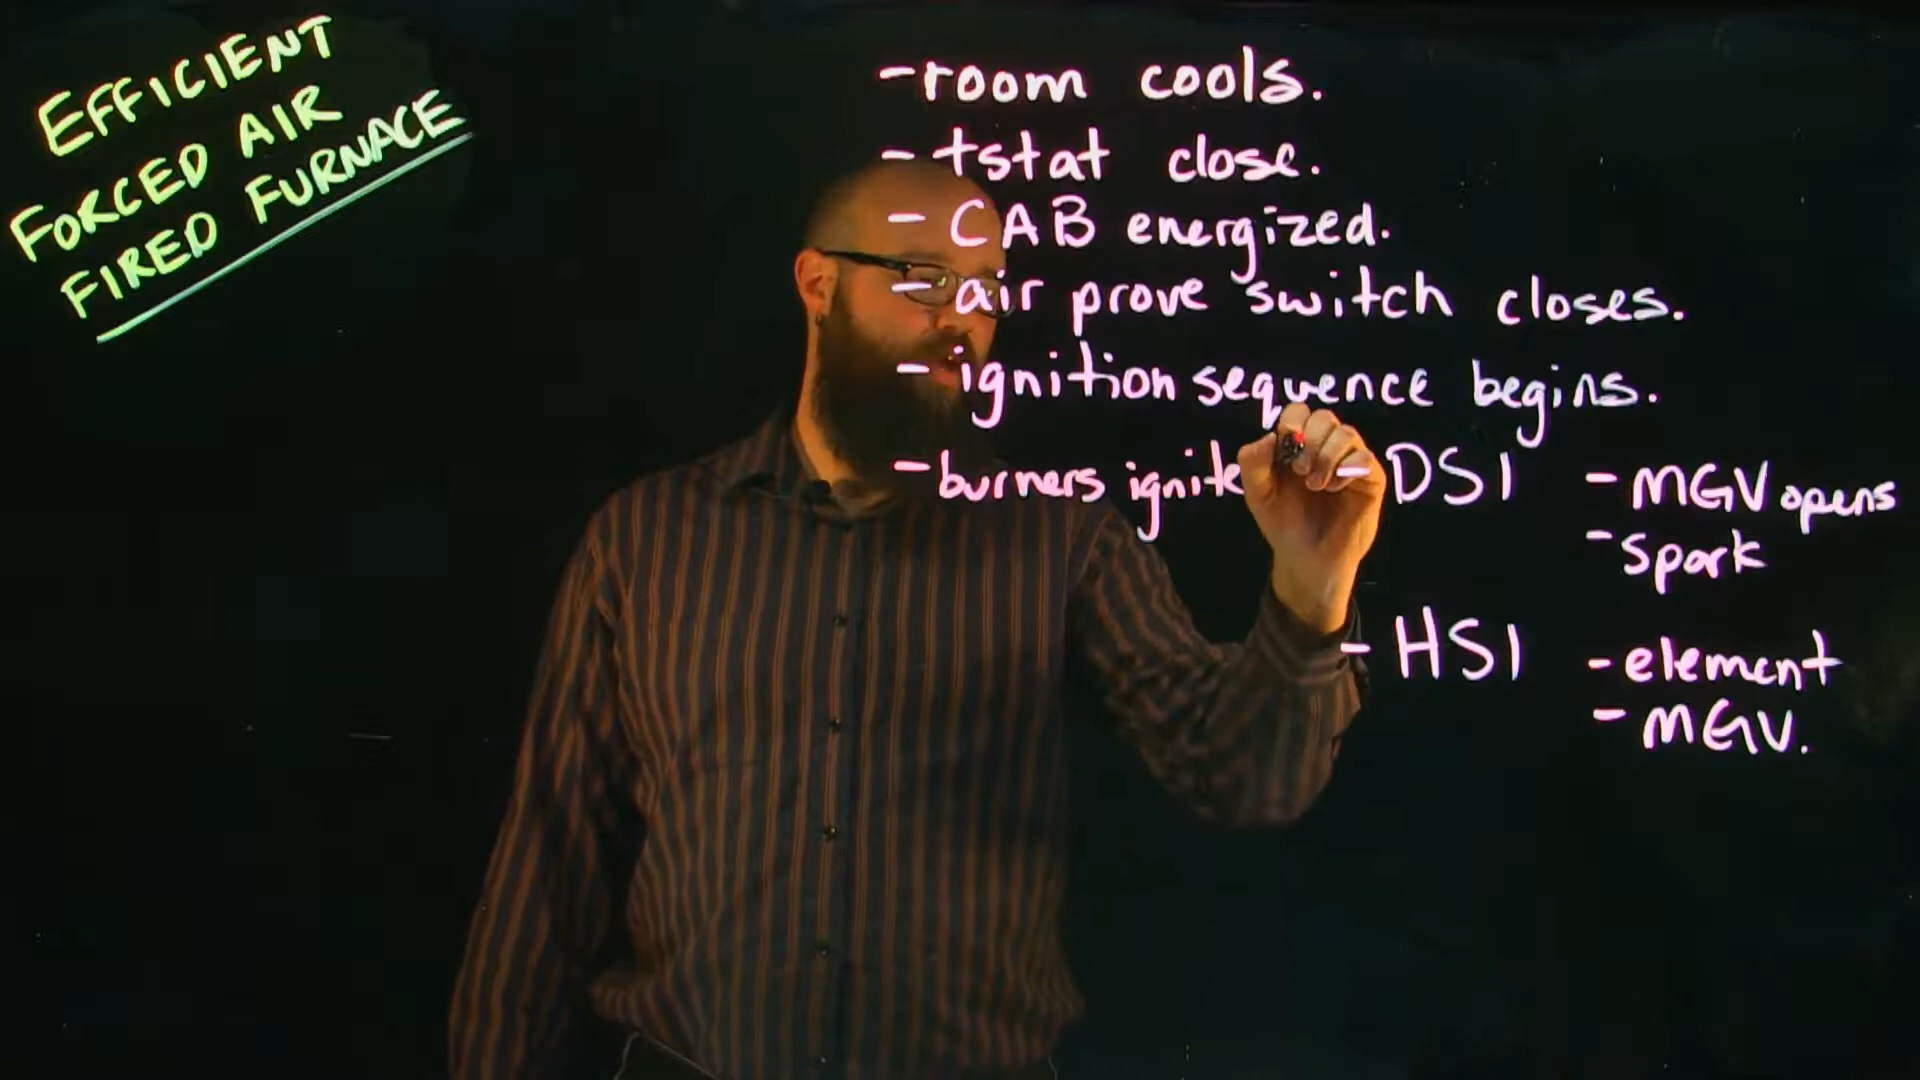 EFFICIENT
FORCED AIR
FIRED FURNACE
- room cools.
- tstat close.
- CAB energized.
- air prove switch closes.
- ignition sequence begins.
- burners ignite
- DSI - MGV opens
- spark
- HSI - element
- MGV.